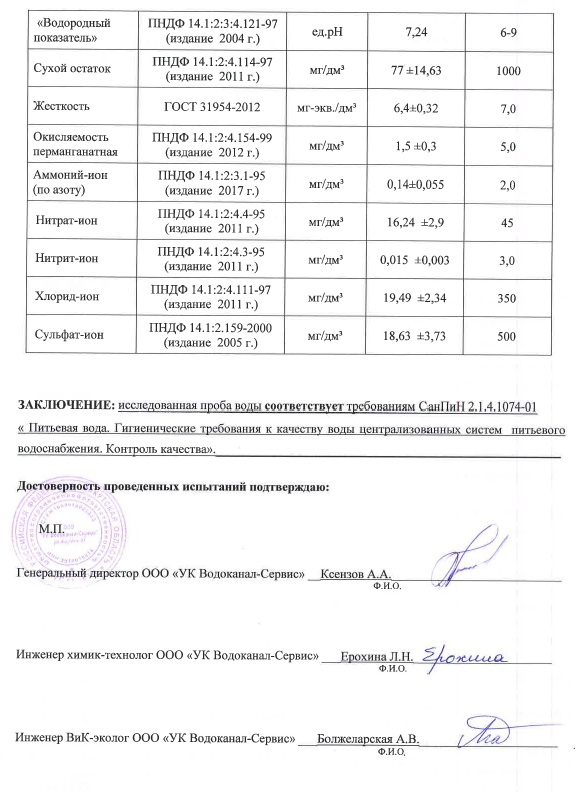 «Водородный показатель» ПНДФ 14.1:2:3:4.121-97 (издание 2004 г.) ед.pH 7,24 6-9
Сухой остаток ПНДФ 14.1:2:4.114-97 (издание 2011 г.) мг/дм³ 77 ±14,63 1000
Жесткость ГОСТ 31954-2012 мг-экв./дм³ 6,4±0,32 7,0
Окисляемость перманганатная ПНДФ 14.1:2:4.154-99 (издание 2012 г.) мг/дм³ 1,5 ±0,3 5,0
Аммоний-ион (по азоту) ПНДФ 14.1:2:3.1-95 (издание 2017 г.) мг/дм³ 0,14±0,055 2,0
Нитрат-ион ПНДФ 14.1:2:4.4-95 (издание 2011 г.) мг/дм³ 16,24 ±2,9 45
Нитрит-ион ПНДФ 14.1:2:4.3-95 (издание 2011 г.) мг/дм³ 0,015 ±0,003 3,0
Хлорид-ион ПНДФ 14.1:2:4.111-97 (издание 2011 г.) мг/дм³ 19,49 ±2,34 350
Сульфат-ион ПНДФ 14.1:2.159-2000 (издание 2005 г.) мг/дм³ 18,63 ±3,73 500
ЗАКЛЮЧЕНИЕ: исследованная проба воды соответствует требованиям СанПиН 2.1.4.1074-01
« Питьевая вода. Гигиенические требования к качеству воды централизованных систем питьевого
водоснабжения. Контроль качества».
Достоверность проведенных испытаний подтверждаю:
М.П.
Генеральный директор ООО «УК Водоканал-Сервис» Ксензов А.А.
Ф.И.О.
Инженер химик-технолог ООО «УК Водоканал-Сервис» Ерохина Л.Н. Ерохина
Ф.И.О.
Инженер ВиК-эколог ООО «УК Водоканал-Сервис» Болжеларская А.В.
Ф.И.О.